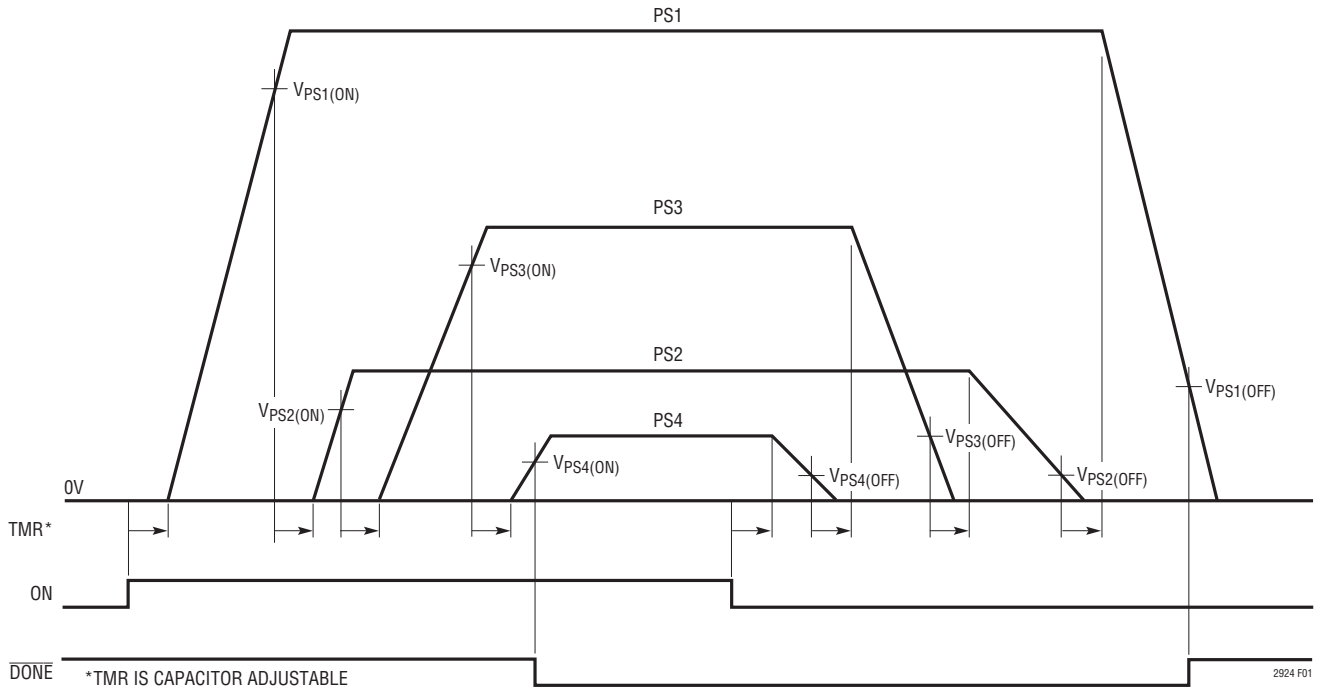 PS1
VPS1(ON)
PS3
VPS3(ON)
PS2
VPS1(OFF)
VPS2(ON)
PS4
VPS3(OFF)
VPS4(ON)
VPS4(OFF)
VPS2(OFF)
0V
TMR*
ON
DONE
*TMR IS CAPACITOR ADJUSTABLE
2924 F01